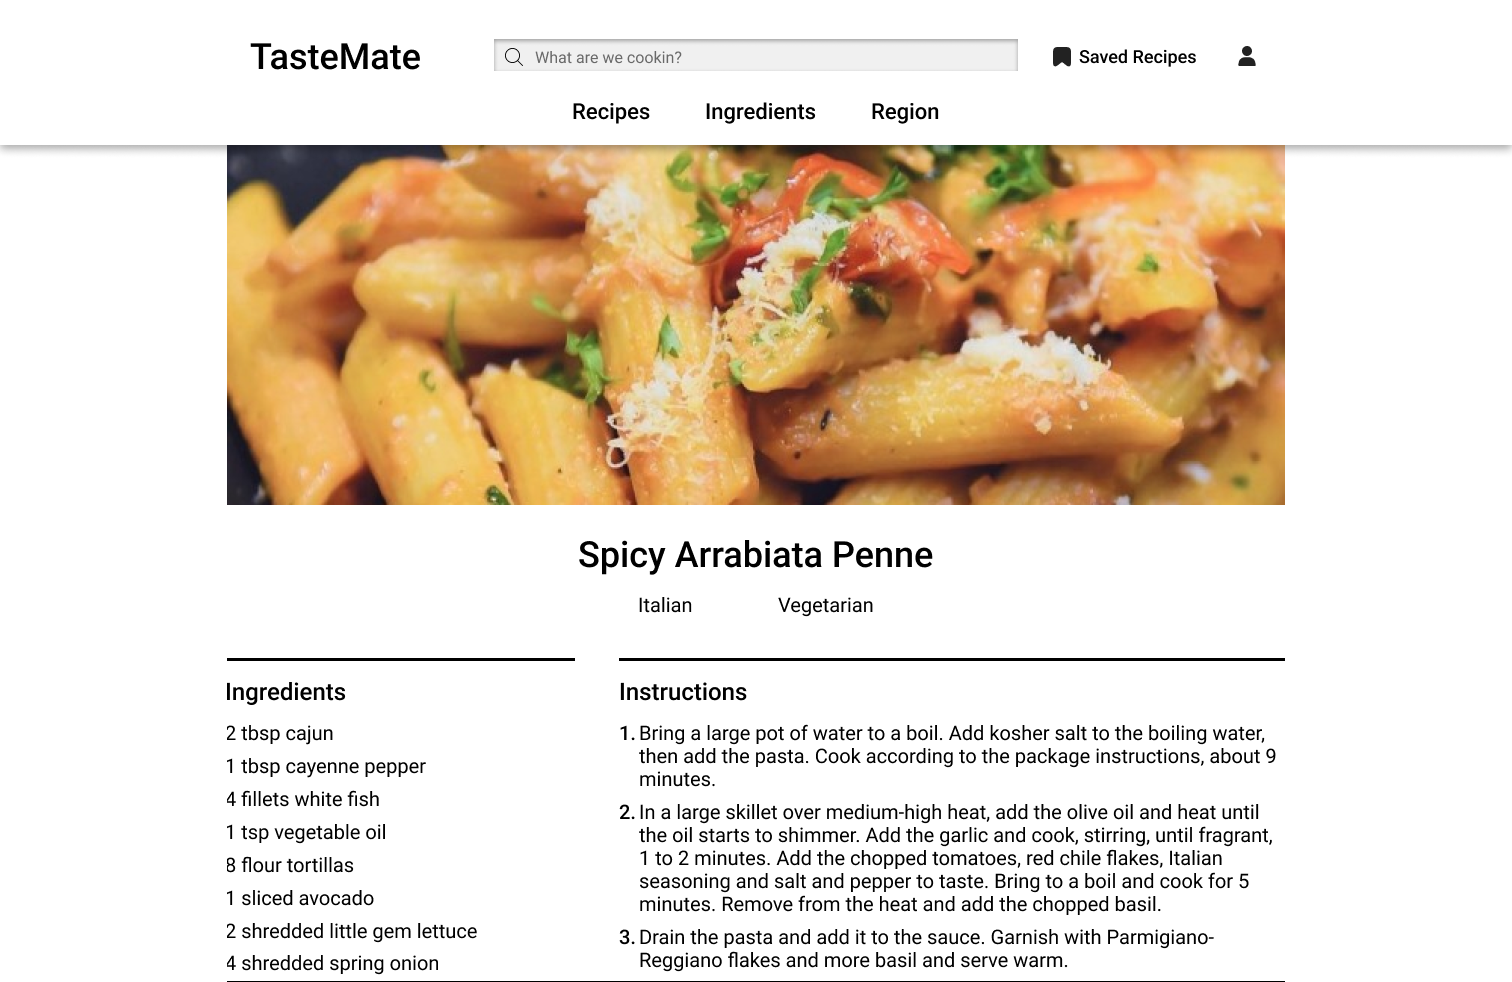 TasteMate
What are we cookin?
Saved Recipes
Recipes
Ingredients
Region
Spicy Arrabiata Penne
Italian
Vegetarian
Ingredients
2 tbsp cajun
1 tbsp cayenne pepper
4 fillets white fish
1 tsp vegetable oil
8 flour tortillas
1 sliced avocado
2 shredded little gem lettuce
4 shredded spring onion
Instructions
1. Bring a large pot of water to a boil. Add kosher salt to the boiling water,
then add the pasta. Cook according to the package instructions, about 9
minutes.
2. In a large skillet over medium-high heat, add the olive oil and heat until
the oil starts to shimmer. Add the garlic and cook, stirring, until fragrant,
1 to 2 minutes. Add the chopped tomatoes, red chile flakes, Italian
seasoning and salt and pepper to taste. Bring to a boil and cook for 5
minutes. Remove from the heat and add the chopped basil.
3. Drain the pasta and add it to the sauce. Garnish with Parmigiano-
Reggiano flakes and more basil and serve warm.